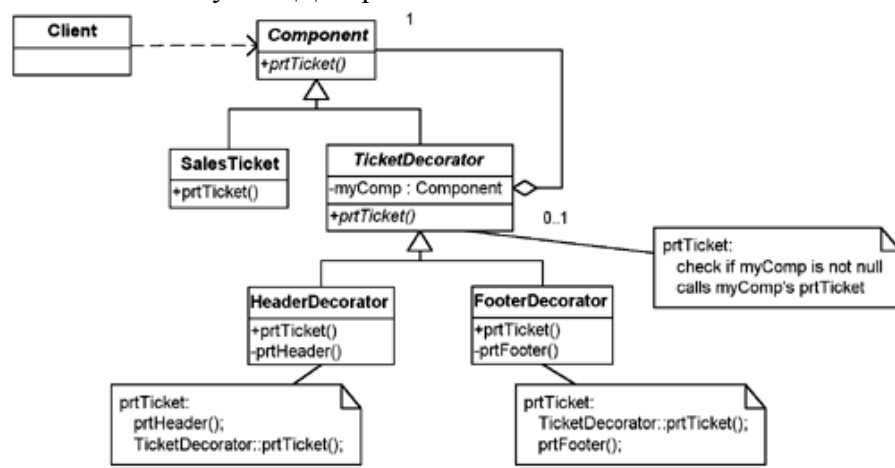 Client
Component
+prtTicket()
1
SalesTicket
+prtTicket()
TicketDecorator
-myComp : Component
+prtTicket()
0..1
prtTicket:
check if myComp is not null
calls myComp's prtTicket
HeaderDecorator
+prtTicket()
-prtHeader()
FooterDecorator
+prtTicket()
-prtFooter()
prtTicket:
prtHeader();
TicketDecorator::prtTicket();
prtTicket:
TicketDecorator::prtTicket();
prtFooter();